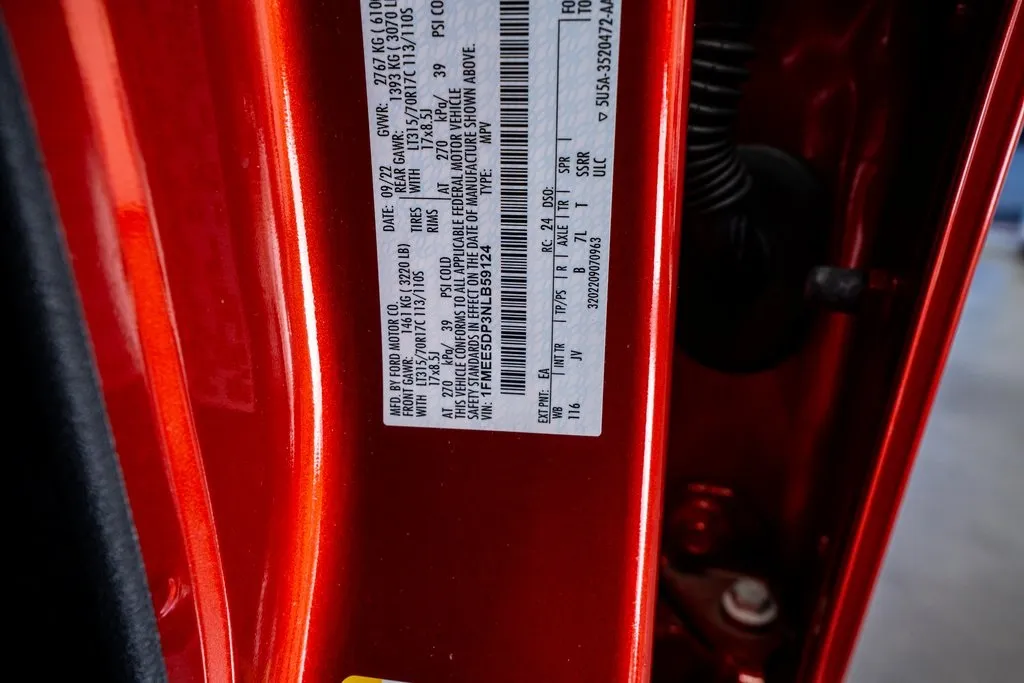 MFD. BY FORD MOTOR CO.
DATE: 09/22 GVWR: 2767 KG ( 610
FRONT GAWR: 1461 KG ( 3220 LB) REAR GAWR: 1393 KG ( 3070 L
WITH LT315/70R17C 113/110S TIRES WITH LT315/70R17C 113/110S
17x8.5J RIMS 17x8.5J
AT 270 kPa/ 39 PSI COLD AT 270 kPa/ 39 PSI C
THIS VEHICLE CONFORMS TO ALL APPLICABLE FEDERAL MOTOR VEHICLE
SAFETY STANDARDS IN EFFECT ON THE DATE OF MANUFACTURE SHOWN ABOVE.
VIN: 1FMEE5DP3NLB59124 TYPE: MPV
EXT PNT: EA RC: 24 DSO: FO
WB | INT TR | TP/PS | R | AXLE | TR | SPR | TO
116 JV B 7L T SSRR
3202209070963 ULC
▽ 5U5A-3520472-A